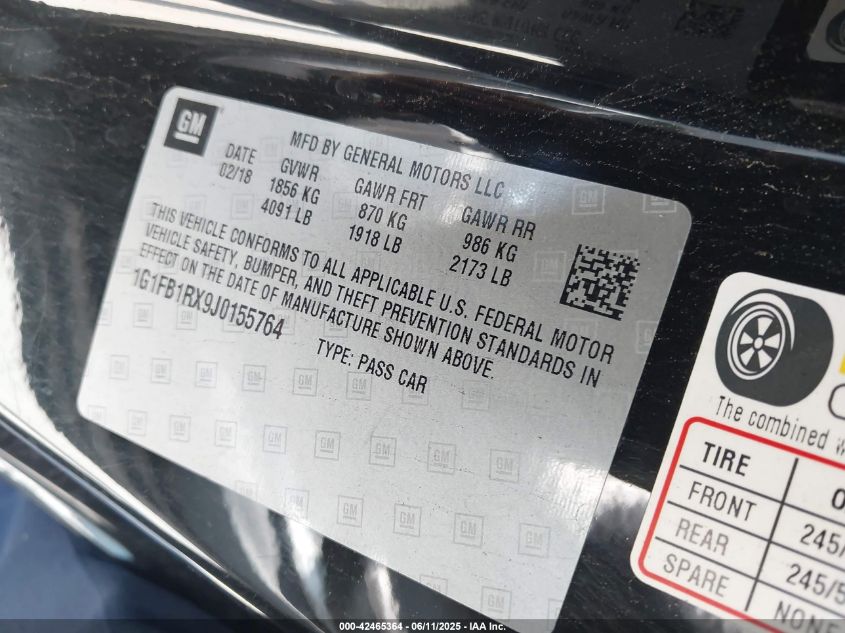 GM
MFD BY GENERAL MOTORS LLC
DATE GVWR GAWR FRT GAWR RR
02/18 1856 KG 870 KG 986 KG
4091 LB 1918 LB 2173 LB
THIS VEHICLE CONFORMS TO ALL APPLICABLE U.S. FEDERAL MOTOR
VEHICLE SAFETY, BUMPER, AND THEFT PREVENTION STANDARDS IN
EFFECT ON THE DATE OF MANUFACTURE SHOWN ABOVE.
1G1FB1RX9J0155764
TYPE: PASS CAR
The combined
TIRE
FRONT 245/
REAR 245/5
SPARE NONE
000-42465364 - 06/11/2025 - IAA Inc.